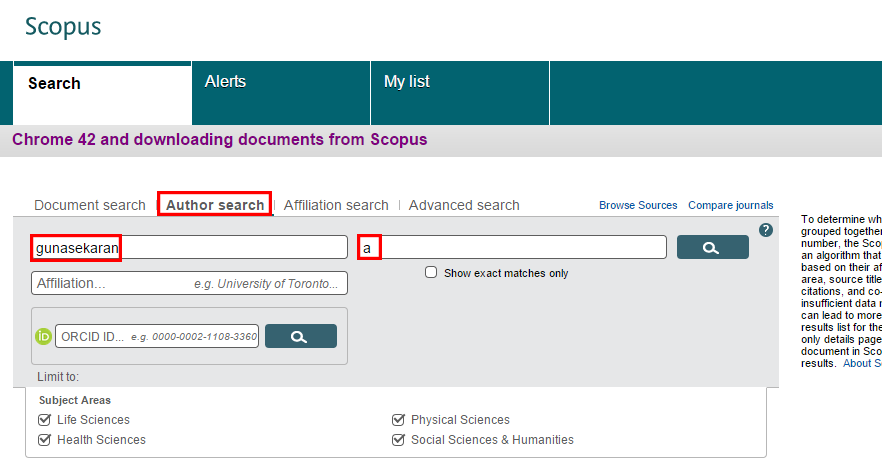 Scopus
Search
Alerts
My list
Chrome 42 and downloading documents from Scopus
Document search
Author search
Affiliation search
Advanced search
Browse Sources
Compare journals
gunasekaran
a
?
Affiliation... e.g. University of Toronto...
Show exact matches only
iD
ORCID ID... e.g. 0000-0002-1108-3360
Limit to:
Subject Areas
Life Sciences
Physical Sciences
Health Sciences
Social Sciences & Humanities
To determine wh
grouped together
number, the Sco
an algorithm that
based on their af
area, source title
citations, and co-
insufficient data
can lead to more
results list for the
only details page
document in Sco
results. About S